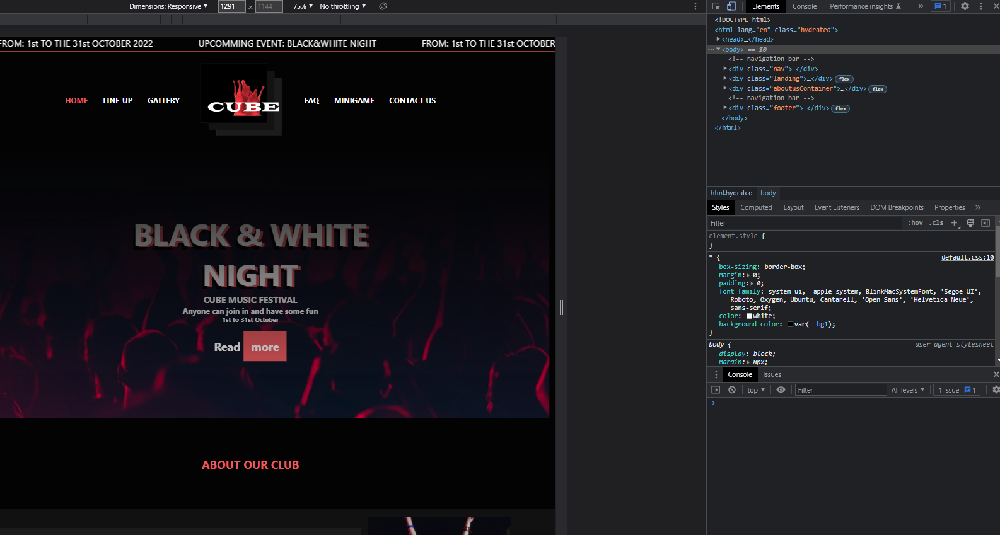 Dimensions: Responsive ▼ 1291 × 1144 75% ▼ No throttling ▼
FROM: 1st TO THE 31st OCTOBER 2022 UPCOMMING EVENT: BLACK&WHITE NIGHT FROM: 1st TO THE 31st OCTOBER
HOME LINE-UP GALLERY CUBE FAQ MINIGAME CONTACT US
BLACK & WHITE
NIGHT
CUBE MUSIC FESTIVAL
Anyone can join in and have some fun
1st to 31st October
Read more
ABOUT OUR CLUB
Elements Console Performance insights » 1
<!DOCTYPE html>
<html lang="en" class="hydrated">
▶<head>…</head>
…▼<body> == $0
<!-- navigation bar -->
▶<div class="nav">…</div>
▶<div class="landing">…</div> flex
▶<div class="aboutusContainer">…</div> flex
<!-- navigation bar -->
▶<div class="footer">…</div> flex
</body>
</html>
html.hydrated body
Styles Computed Layout Event Listeners DOM Breakpoints Properties »
Filter :hov .cls +
element.style {
}
* { default.css:10
box-sizing: border-box;
margin:▶ 0;
padding:▶ 0;
font-family: system-ui, -apple-system, BlinkMacSystemFont, 'Segoe UI',
Roboto, Oxygen, Ubuntu, Cantarell, 'Open Sans', 'Helvetica Neue',
sans-serif;
color: white;
background-color: var(--bg1);
}
body { user agent stylesheet
display: block;
margin:▶ 8px;
Console Issues
top ▼ Filter All levels ▼ 1 Issue: 1
>